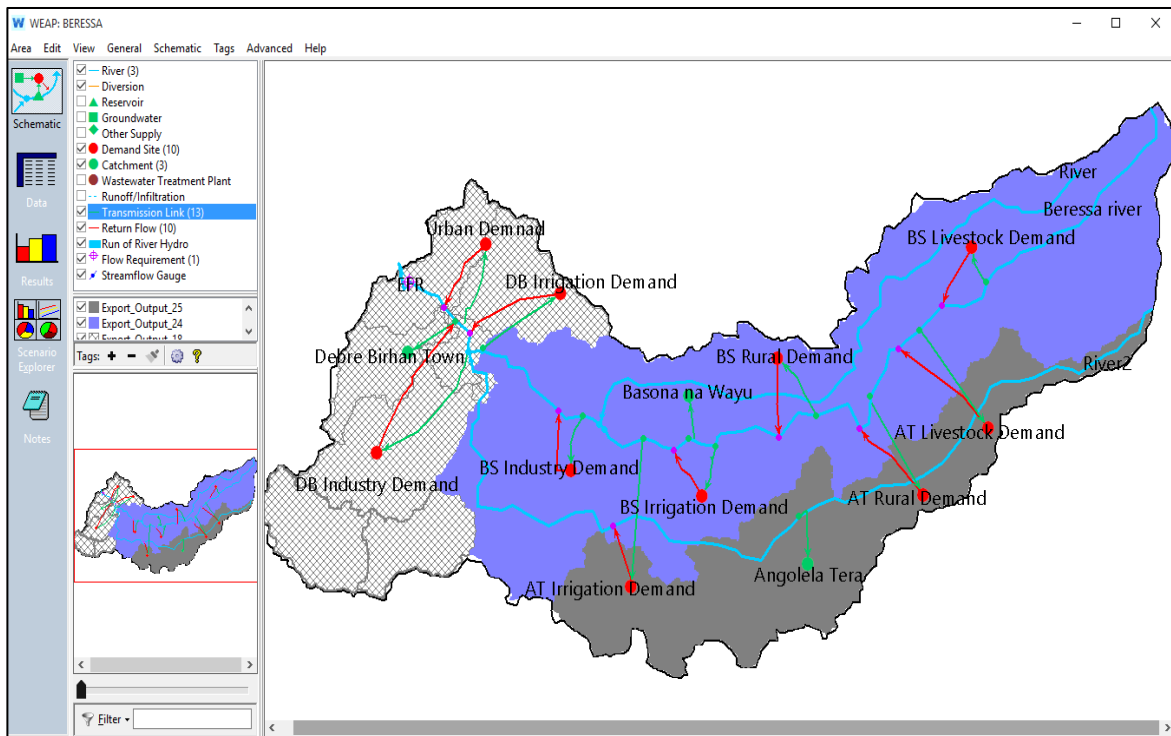 WEAP: BERESSA
Area Edit View General Schematic Tags Advanced Help
Schematic
Data
Results
Scenario
Explorer
Notes
River (3)
Diversion
Reservoir
Groundwater
Other Supply
Demand Site (10)
Catchment (3)
Wastewater Treatment Plant
Runoff/Infiltration
Transmission Link (13)
Return Flow (10)
Run of River Hydro
Flow Requirement (1)
Streamflow Gauge
Export_Output_25
Export_Output_24
Export_Output_18
Tags:
Filter
River
Beressa river
Urban Demnad
BS Livestock Demand
EFR
DB Irrigation Demand
Debre Birhan Town
BS Rural Demand
River2
Basona na Wayu
AT Livestock Demand
BS Industry Demand
DB Industry Demand
AT Rural Demand
BS Irrigation Demand
Angolela Tera
AT Irrigation Demand